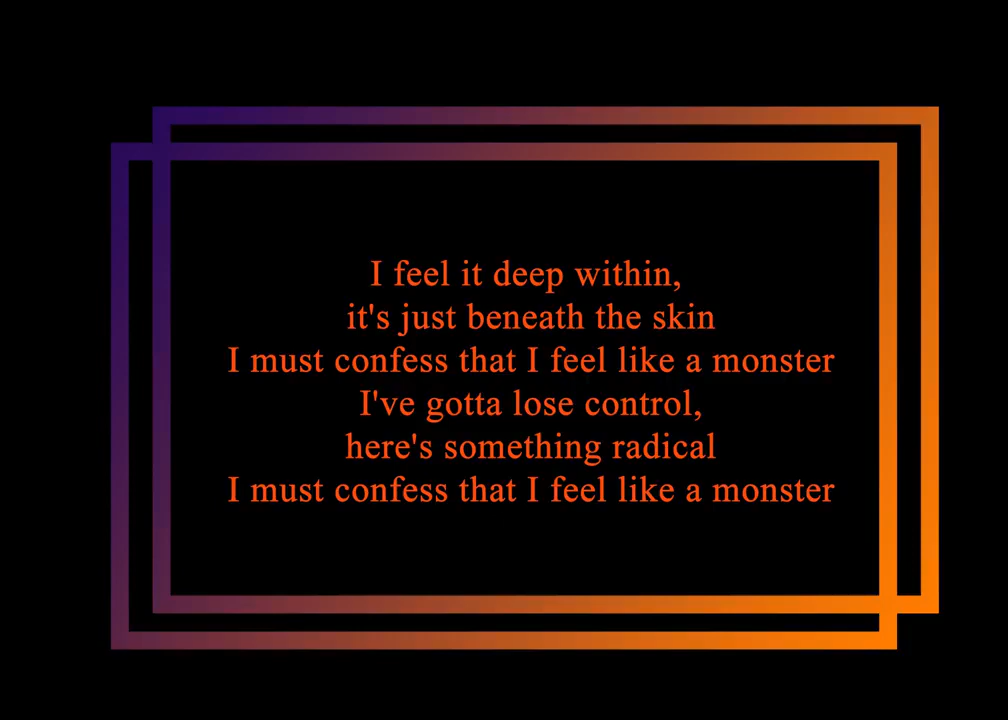 I feel it deep within,
it's just beneath the skin
I must confess that I feel like a monster
I've gotta lose control,
here's something radical
I must confess that I feel like a monster